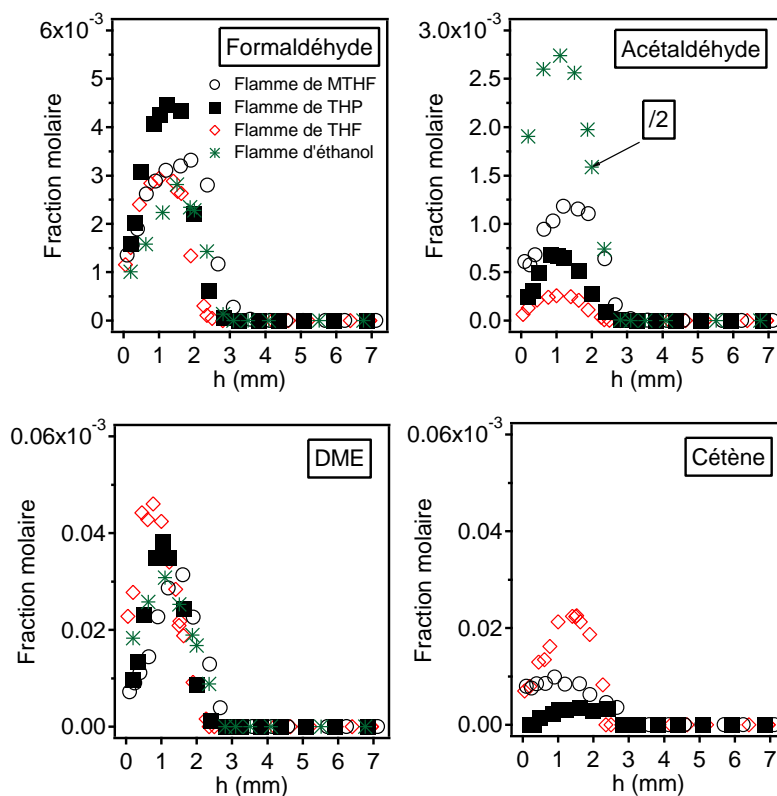 6x10⁻³
Formaldéhyde
Flamme de MTHF
Flamme de THP
Flamme de THF
Flamme d'éthanol
5
4
3
2
1
0
Fraction molaire
0 1 2 3 4 5 6 7
h (mm)
3.0x10⁻³
Acétaldéhyde
/2
2.5
2.0
1.5
1.0
0.5
0.0
Fraction molaire
0 1 2 3 4 5 6 7
h (mm)
0.06x10⁻³
DME
0.04
0.02
0.00
Fraction molaire
0 1 2 3 4 5 6 7
h (mm)
0.06x10⁻³
Cétène
0.04
0.02
0.00
Fraction molaire
0 1 2 3 4 5 6 7
h (mm)